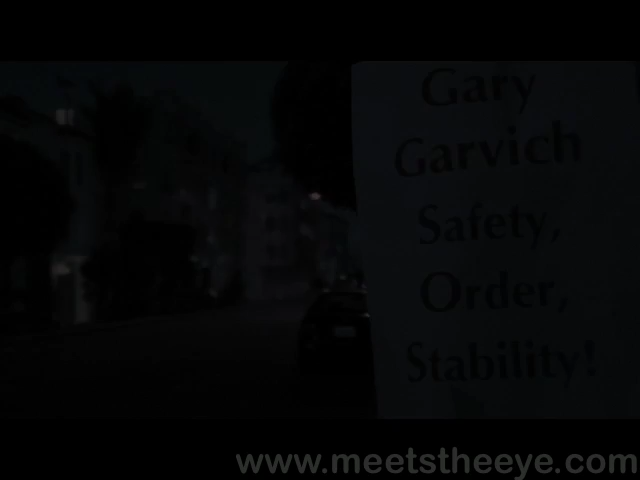 Gary
Garvich
Safety,
Order,
Stability!
www.meetstheeye.com